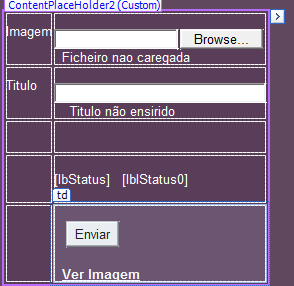 ContentPlaceHolder2 (Custom)
Imagem
Browse...
Ficheiro nao caregada
Titulo
Titulo não ensirido
[lbStatus] [lblStatus0]
td
Enviar
Ver Imagem